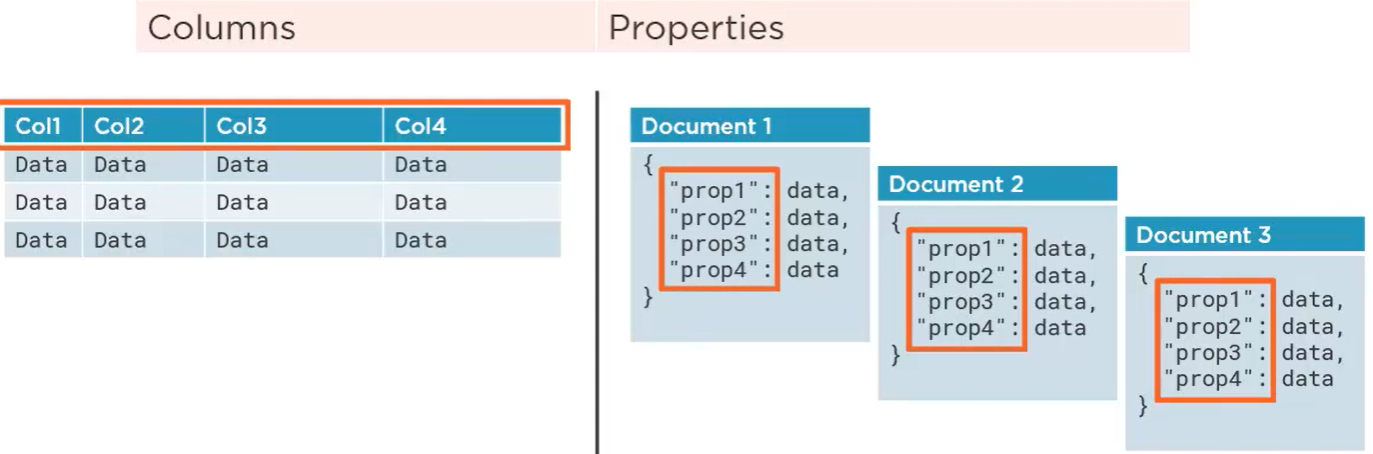 Columns
Properties
Col1 Col2 Col3 Col4
Data Data Data Data
Data Data Data Data
Data Data Data Data
Document 1
{
"prop1": data,
"prop2": data,
"prop3": data,
"prop4": data
}
Document 2
{
"prop1": data,
"prop2": data,
"prop3": data,
"prop4": data
}
Document 3
{
"prop1": data,
"prop2": data,
"prop3": data,
"prop4": data
}